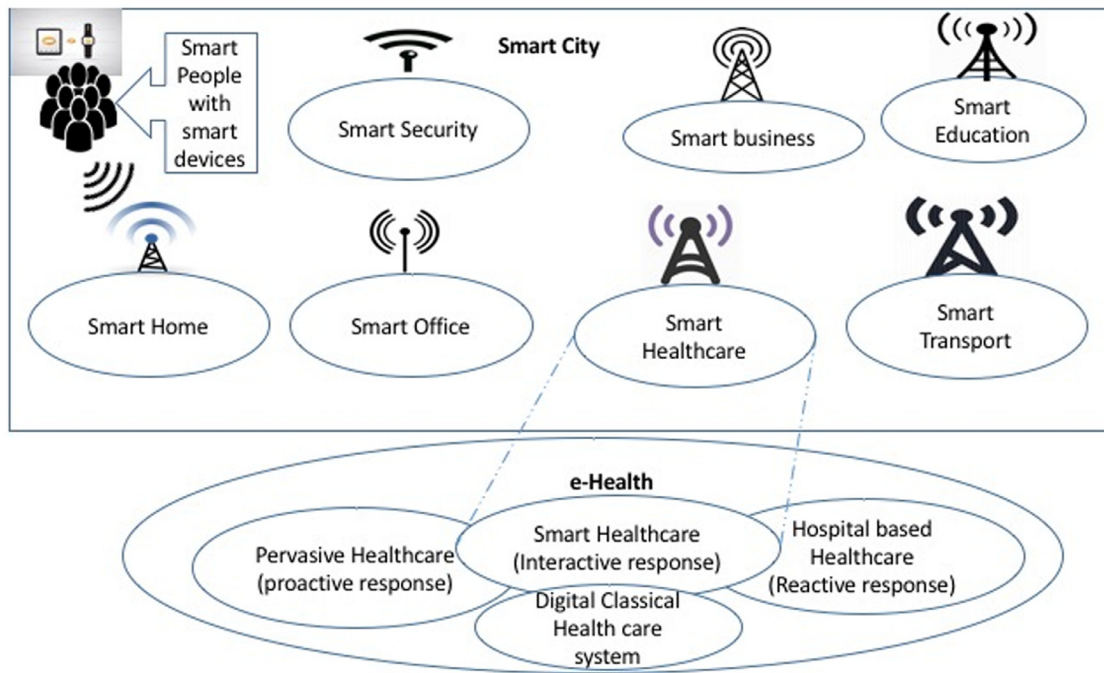 Smart City
Smart
People
with
smart
devices
Smart Security
Smart business
Smart
Education
Smart Home
Smart Office
Smart
Healthcare
Smart
Transport
e-Health
Pervasive Healthcare
(proactive response)
Smart Healthcare
(Interactive response)
Hospital based
Healthcare
(Reactive response)
Digital Classical
Health care
system